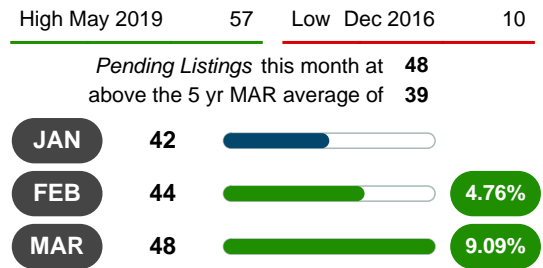 High May 2019 57 Low Dec 2016 10
Pending Listings this month at 48
above the 5 yr MAR average of 39
JAN 42
FEB 44 4.76%
MAR 48 9.09%